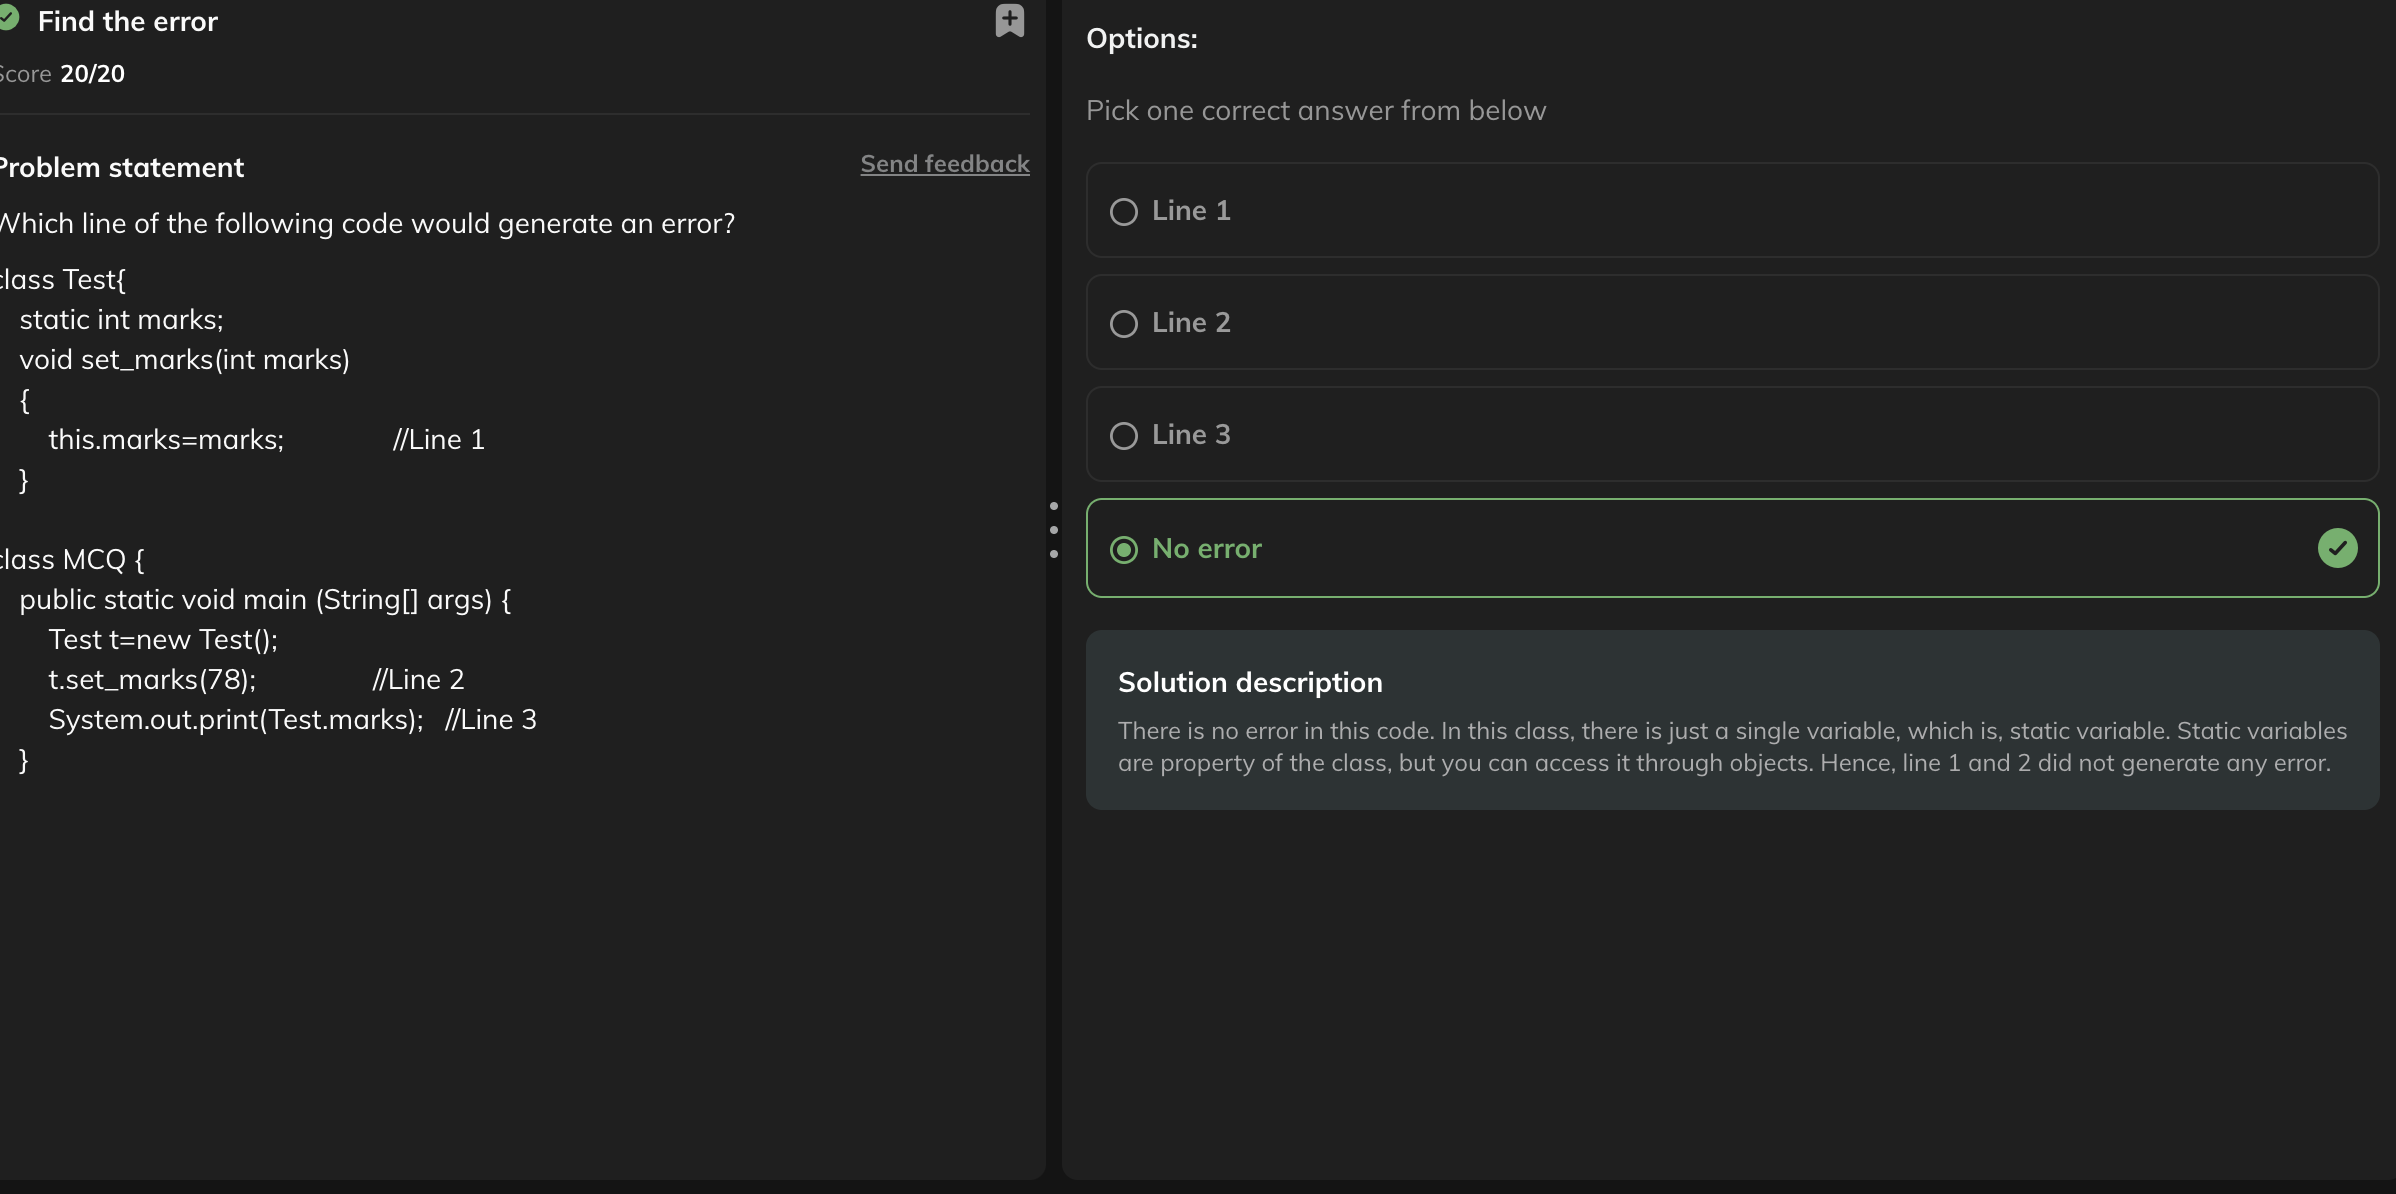 Find the error
Score 20/20
Problem statement
Send feedback
Which line of the following code would generate an error?
class Test{
static int marks;
void set_marks(int marks)
{
this.marks=marks; //Line 1
}
class MCQ {
public static void main (String[] args) {
Test t=new Test();
t.set_marks(78); //Line 2
System.out.print(Test.marks); //Line 3
}
Options:
Pick one correct answer from below
Line 1
Line 2
Line 3
No error
Solution description
There is no error in this code. In this class, there is just a single variable, which is, static variable. Static variables
are property of the class, but you can access it through objects. Hence, line 1 and 2 did not generate any error.